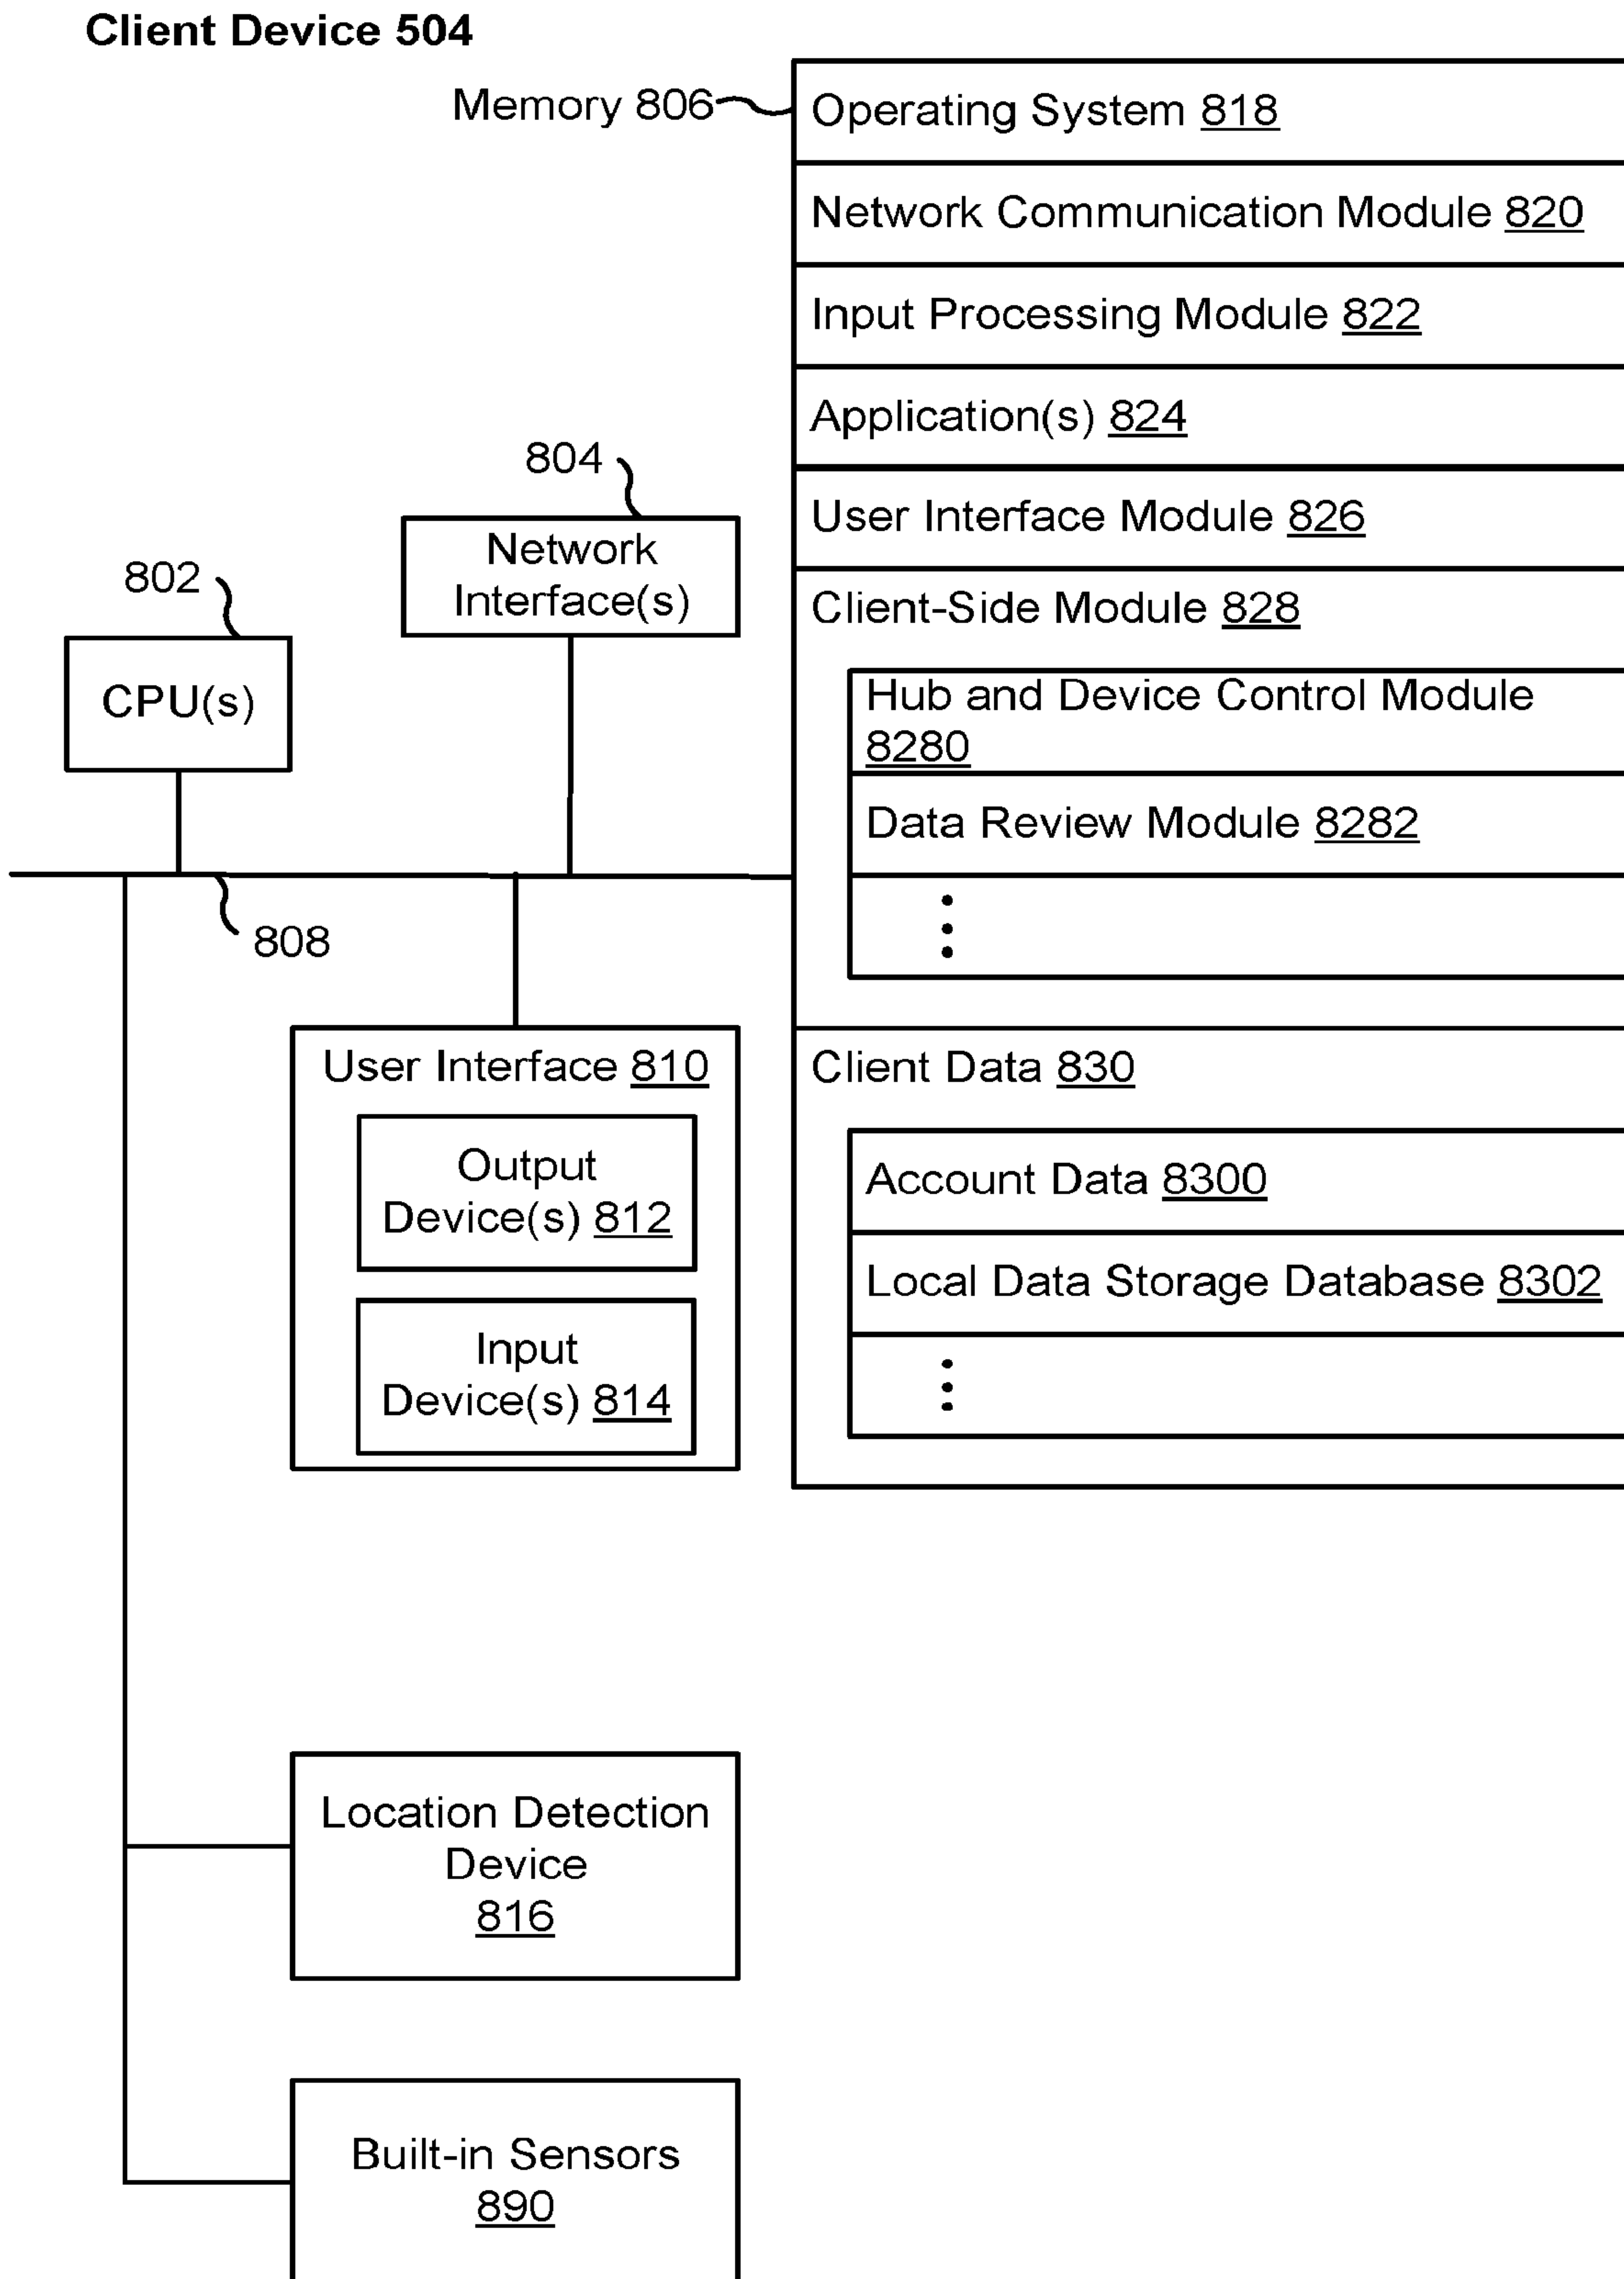 Client Device 504
Memory 806
Operating System 818
Network Communication Module 820
Input Processing Module 822
Application(s) 824
User Interface Module 826
Client-Side Module 828
Hub and Device Control Module
8280
Data Review Module 8282
Client Data 830
Account Data 8300
Local Data Storage Database 8302
804
Network
Interface(s)
802
CPU(s)
808
User Interface 810
Output
Device(s) 812
Input
Device(s) 814
Location Detection
Device
816
Built-in Sensors
890